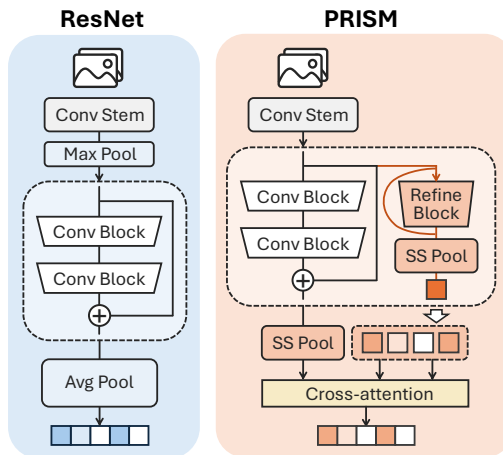 ResNet
Conv Stem
Max Pool
Conv Block
Conv Block
Avg Pool
PRISM
Conv Stem
Conv Block
Conv Block
Refine
Block
SS Pool
SS Pool
Cross-attention